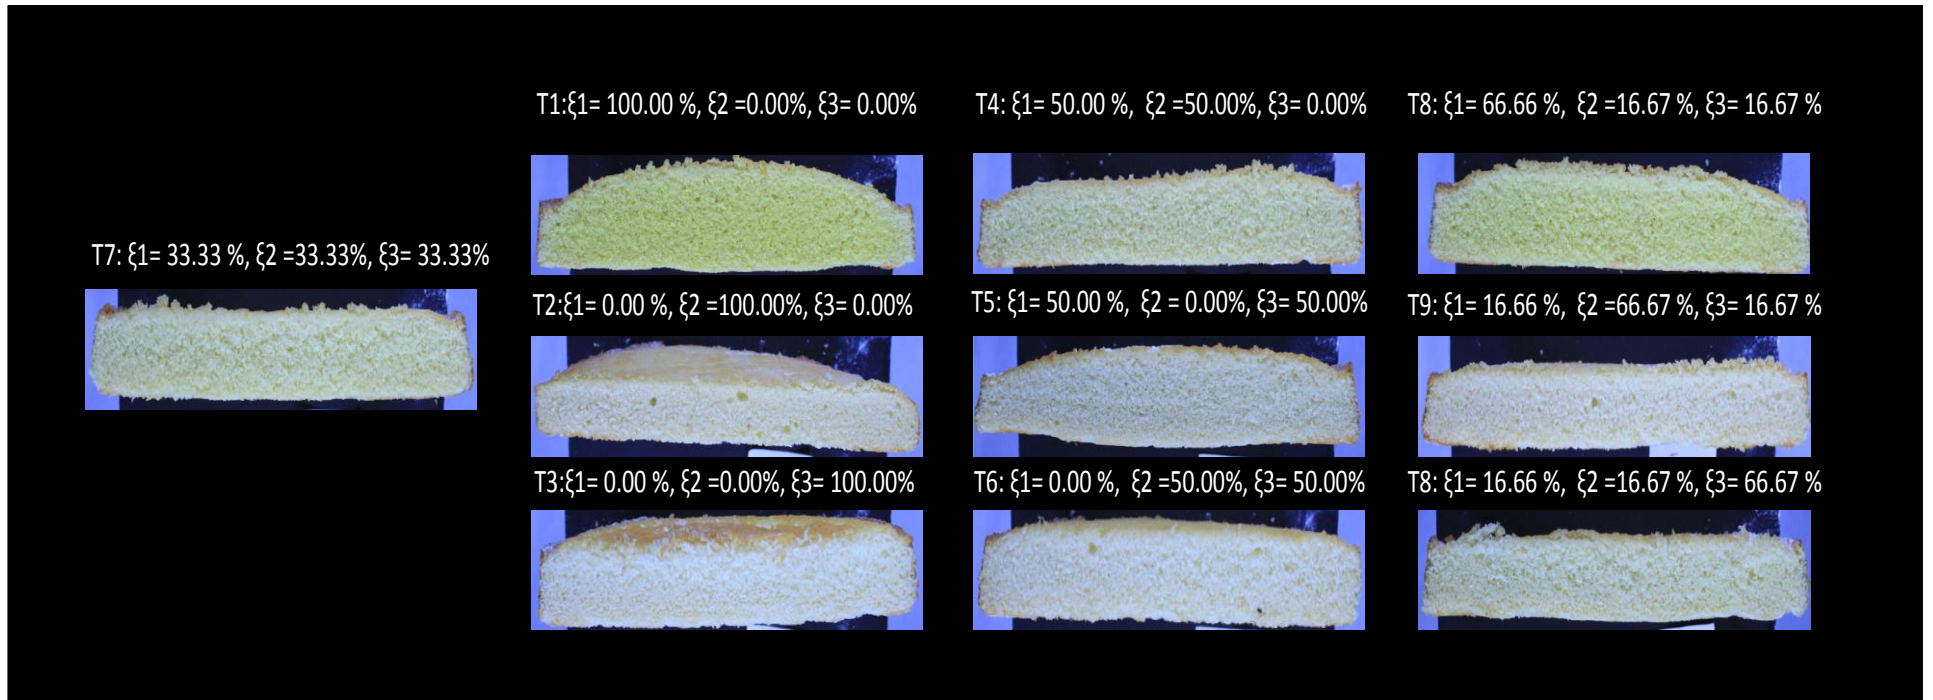 T1:ξ1= 100.00 %, ξ2 =0.00%, ξ3= 0.00%
T4: ξ1= 50.00 %, ξ2 =50.00%, ξ3= 0.00%
T8: ξ1= 66.66 %, ξ2 =16.67 %, ξ3= 16.67 %
T7: ξ1= 33.33 %, ξ2 =33.33%, ξ3= 33.33%
T2:ξ1= 0.00 %, ξ2 =100.00%, ξ3= 0.00%
T5: ξ1= 50.00 %, ξ2 = 0.00%, ξ3= 50.00%
T9: ξ1= 16.66 %, ξ2 =66.67 %, ξ3= 16.67 %
T3:ξ1= 0.00 %, ξ2 =0.00%, ξ3= 100.00%
T6: ξ1= 0.00 %, ξ2 =50.00%, ξ3= 50.00%
T8: ξ1= 16.66 %, ξ2 =16.67 %, ξ3= 66.67 %